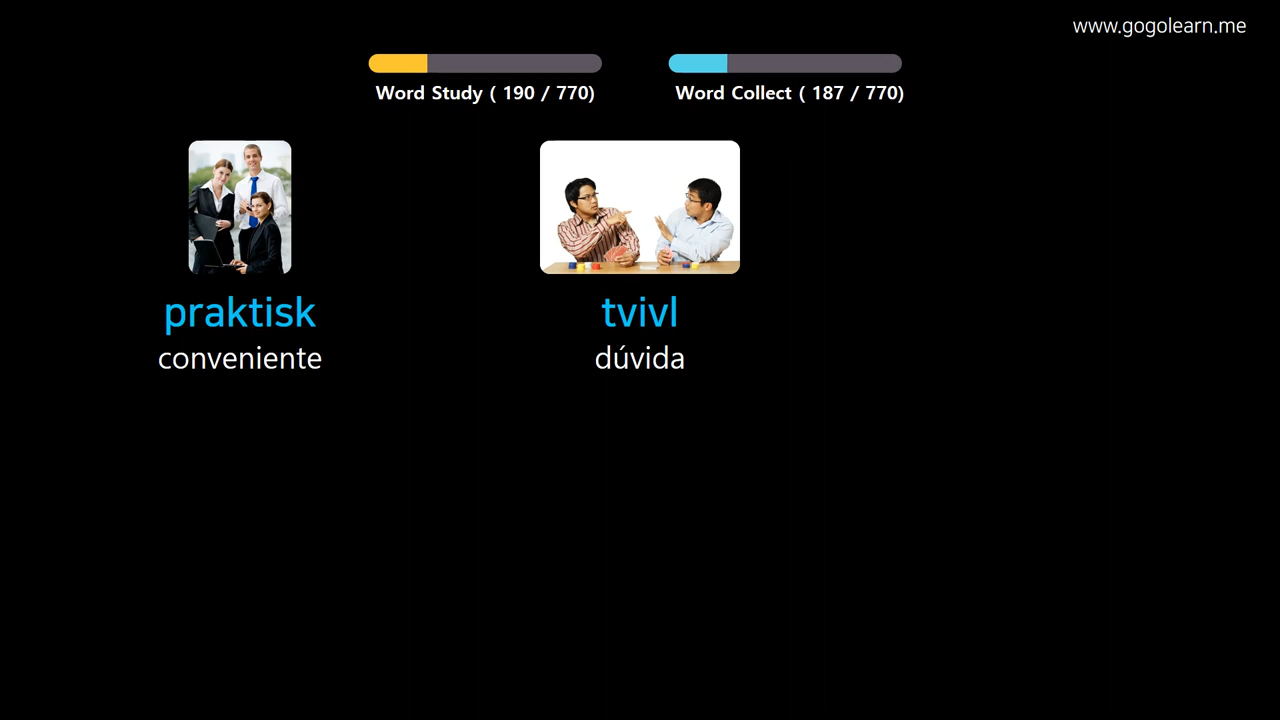 www.gogolearn.me
Word Study ( 190 / 770)
Word Collect ( 187 / 770)
praktisk
conveniente
tvivl
dúvida